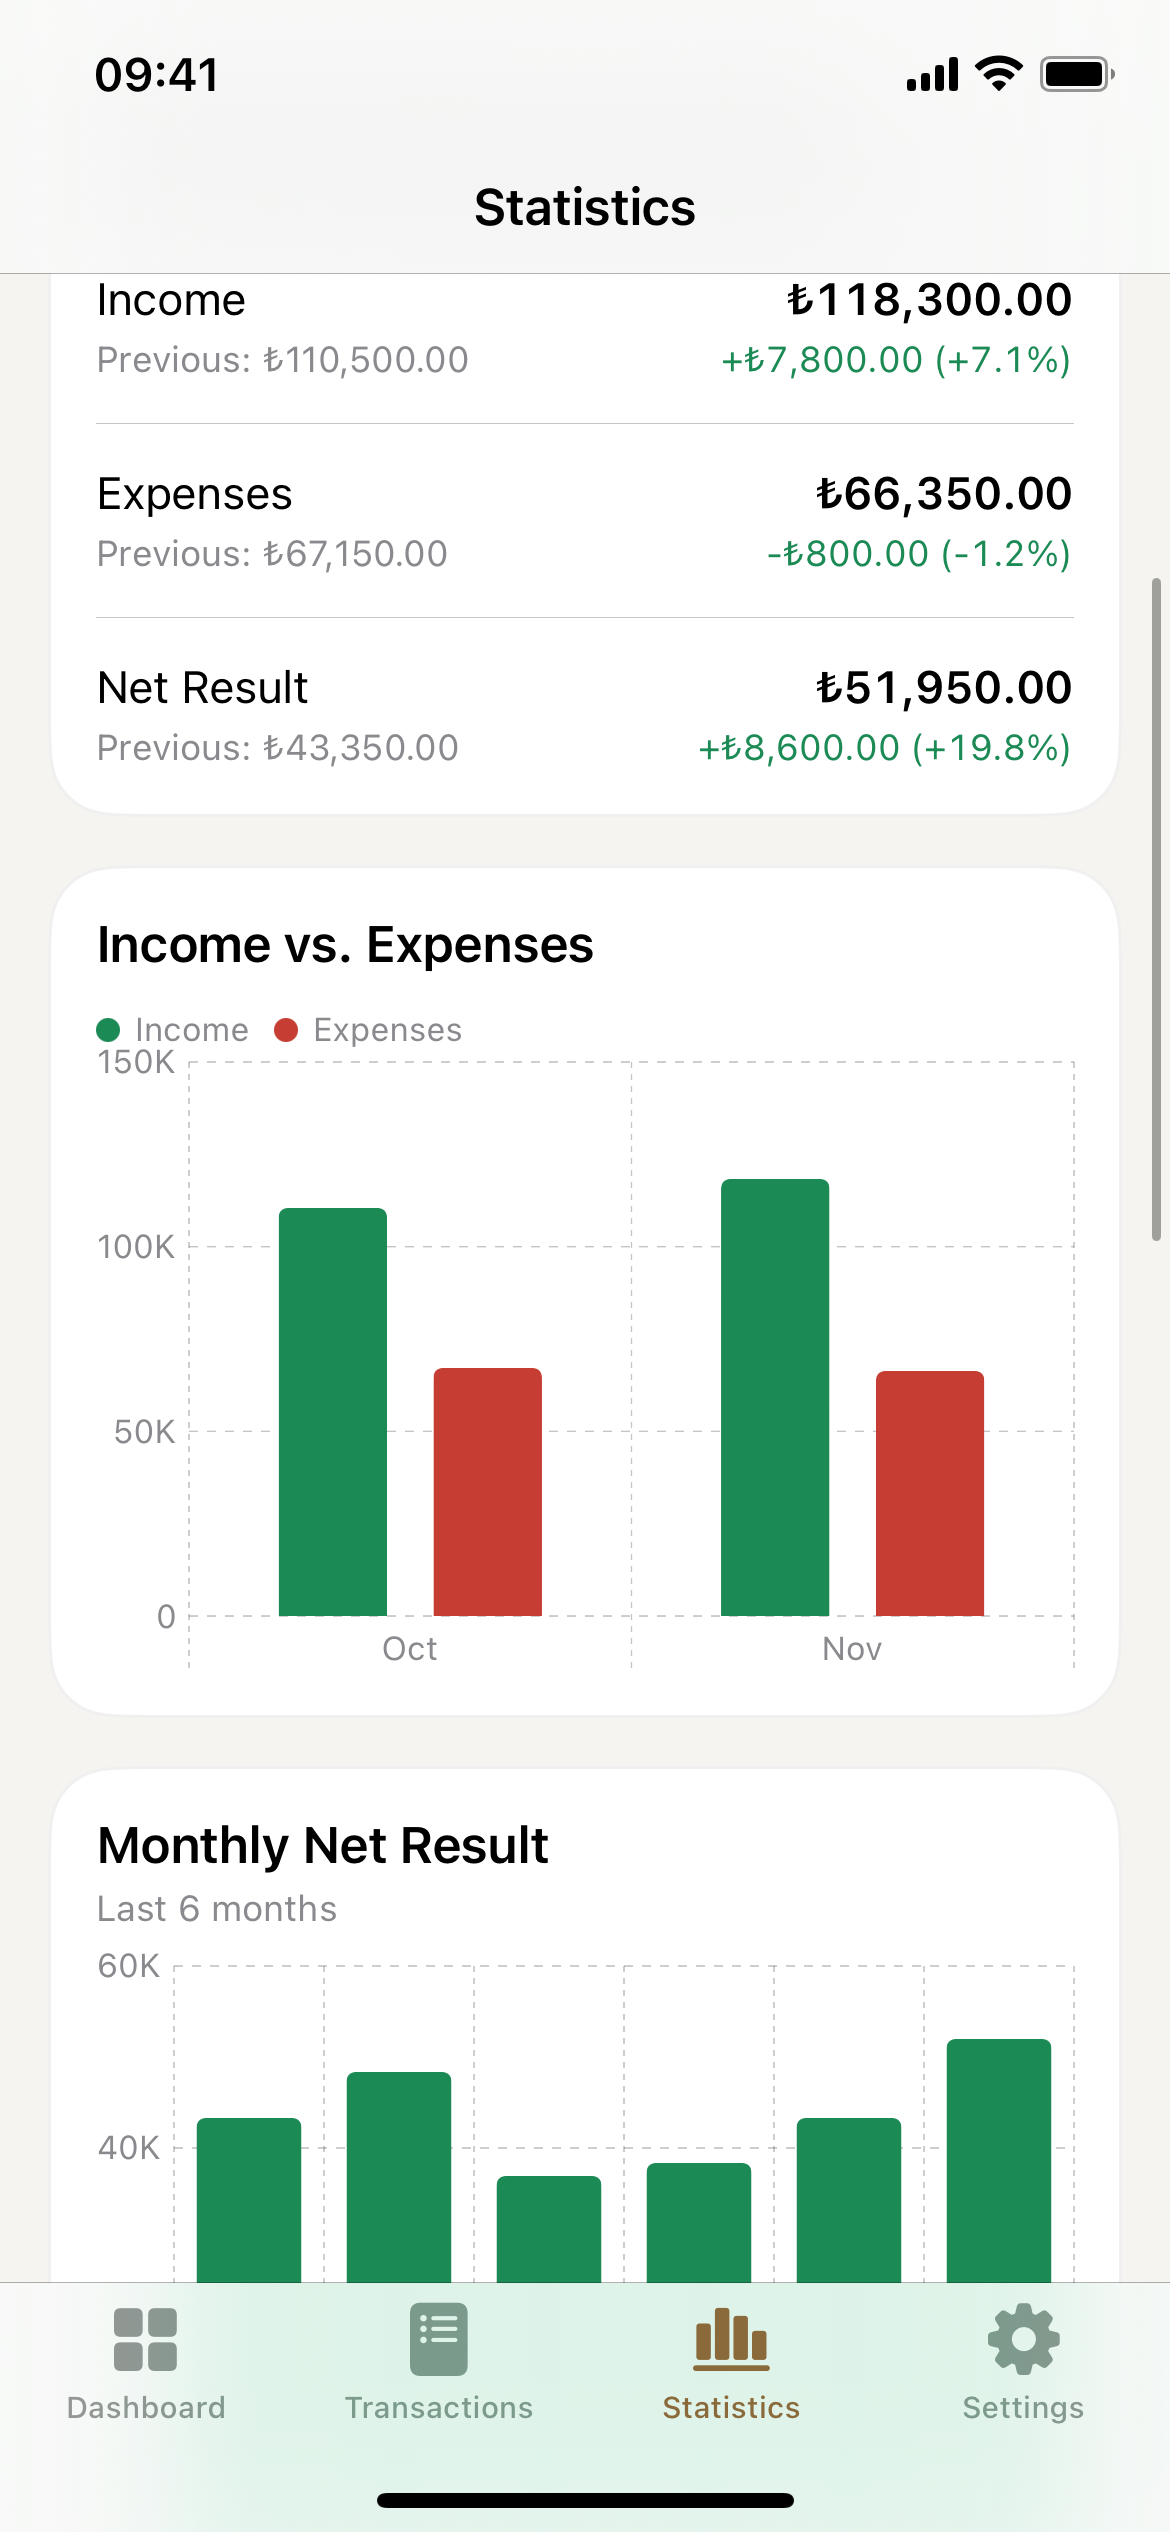 09:41
Statistics
Income ₺118,300.00
Previous: ₺110,500.00 +₺7,800.00 (+7.1%)
Expenses ₺66,350.00
Previous: ₺67,150.00 -₺800.00 (-1.2%)
Net Result ₺51,950.00
Previous: ₺43,350.00 +₺8,600.00 (+19.8%)
Income vs. Expenses
Income Expenses
150K
100K
50K
0
Oct Nov
Monthly Net Result
Last 6 months
60K
40K
Dashboard Transactions Statistics Settings